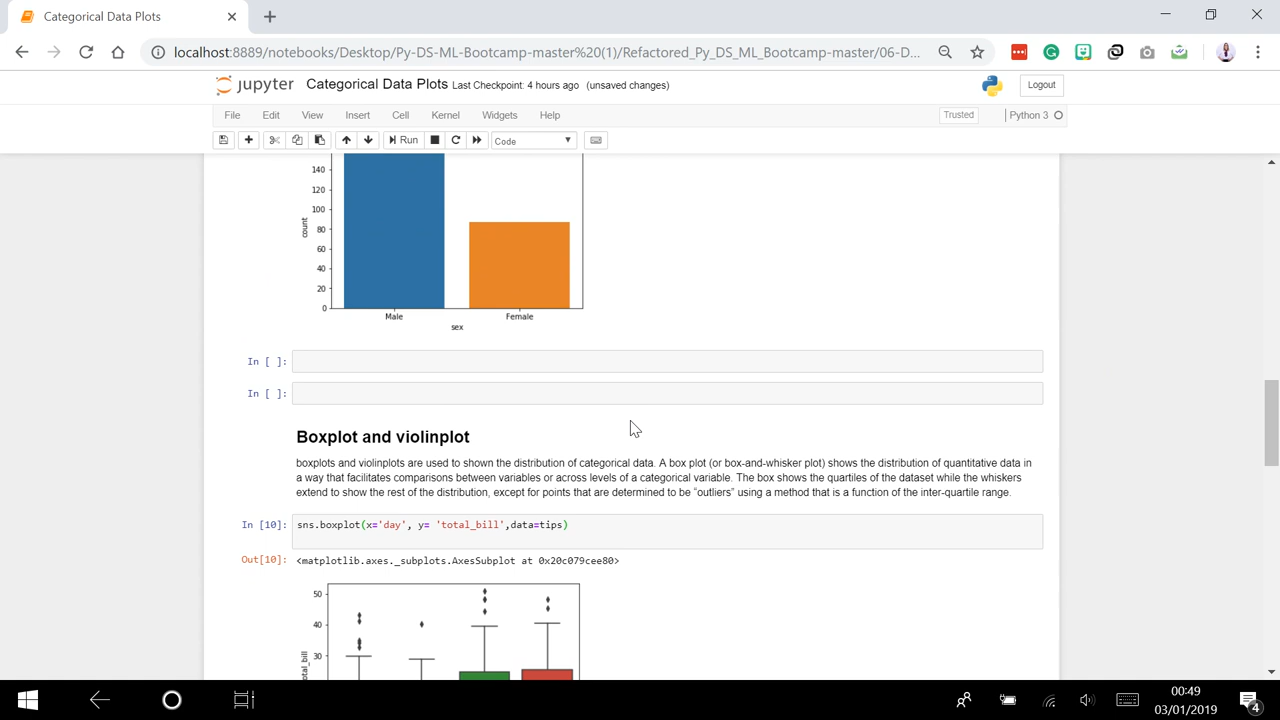 Categorical Data Plots
localhost:8889/notebooks/Desktop/Py-DS-ML-Bootcamp-master%20(1)/Refactored_Py_DS_ML_Bootcamp-master/06-D...
jupyter Categorical Data Plots Last Checkpoint: 4 hours ago (unsaved changes) Logout
File Edit View Insert Cell Kernel Widgets Help Trusted Python 3
Run Code
140
120
100
80
60
40
20
0
count
Male Female
sex
In [ ]:
In [ ]:
Boxplot and violinplot
boxplots and violinplots are used to shown the distribution of categorical data. A box plot (or box-and-whisker plot) shows the distribution of quantitative data in
a way that facilitates comparisons between variables or across levels of a categorical variable. The box shows the quartiles of the dataset while the whiskers
extend to show the rest of the distribution, except for points that are determined to be “outliers” using a method that is a function of the inter-quartile range.
In [10]: sns.boxplot(x='day', y= 'total_bill',data=tips)
Out[10]: <matplotlib.axes._subplots.AxesSubplot at 0x20c079cee80>
50
40
30
00:49
03/01/2019
4